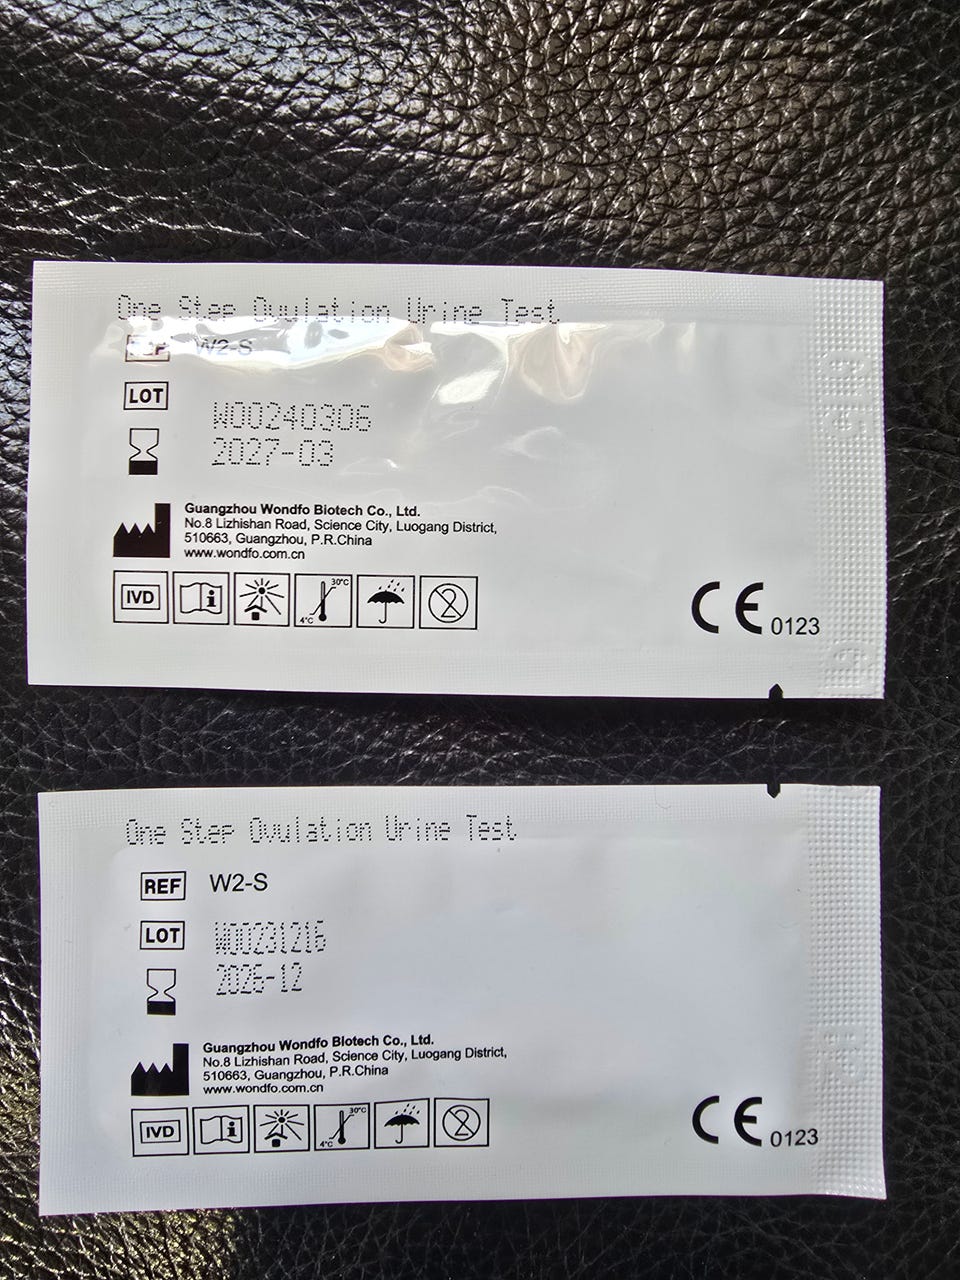 One Step Ovulation Urine Test
REF W2-S
LOT W00240306
2027-03
Guangzhou Wondfo Biotech Co., Ltd.
No.8 Lizhishan Road, Science City, Luogang District,
510663, Guangzhou, P.R.China
www.wondfo.com.cn
IVD i 4°C 30°C 2
CE 0123
One Step Ovulation Urine Test
REF W2-S
LOT W00231216
2026-12
Guangzhou Wondfo Biotech Co., Ltd.
No.8 Lizhishan Road, Science City, Luogang District,
510663, Guangzhou, P.R.China
www.wondfo.com.cn
IVD i 4°C 30°C 2
CE 0123